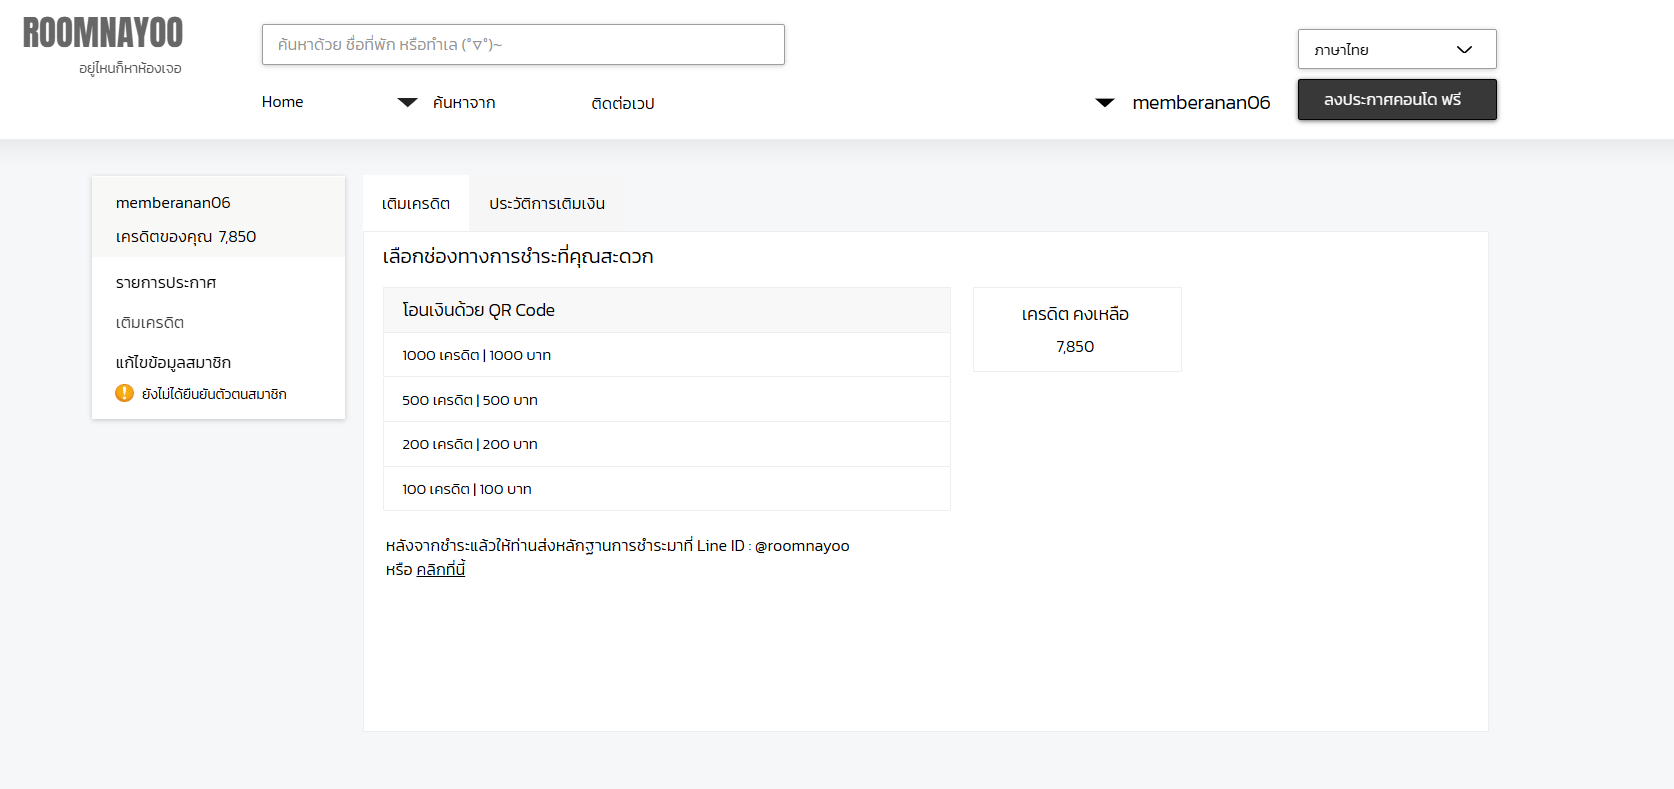 ROOMNAYOO
อยู่ไหนก็หาห้องเจอ
ค้นหาด้วย ชื่อที่พัก หรือทำเล (°▽°)~
ภาษาไทย
Home
ค้นหาจาก
ติดต่อเวป
memberanan06
ลงประกาศคอนโด ฟรี
memberanan06
เครดิตของคุณ 7,850
รายการประกาศ
เติมเครดิต
แก้ไขข้อมูลสมาชิก
ยังไม่ได้ยืนยันตัวตนสมาชิก
เติมเครดิต
ประวัติการเติมเงิน
เลือกช่องทางการชำระที่คุณสะดวก
โอนเงินด้วย QR Code
1000 เครดิต | 1000 บาท
500 เครดิต | 500 บาท
200 เครดิต | 200 บาท
100 เครดิต | 100 บาท
เครดิต คงเหลือ
7,850
หลังจากชำระแล้วให้ท่านส่งหลักฐานการชำระมาที่ Line ID : @roomnayoo
หรือ คลิกที่นี้